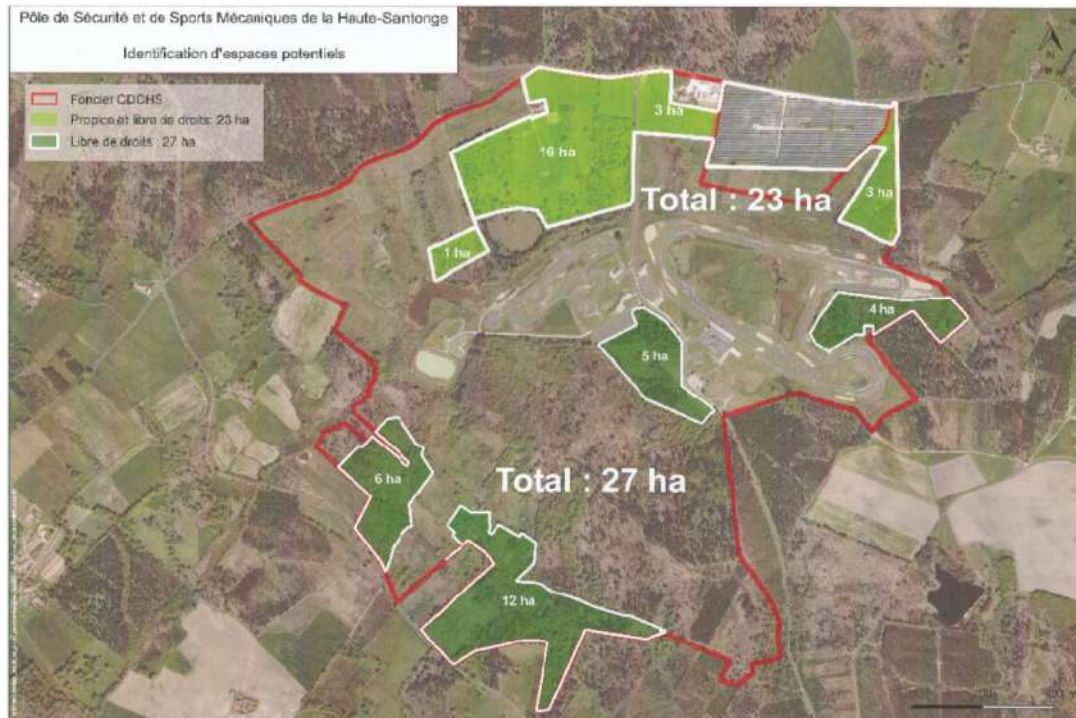 Pôle de Sécurité et de Sports Mécaniques de la Haute-Santonge
Identification d'espaces potentiels
N
Foncier CDCHS
Propice et libre de droits: 23 ha
Libre de droits : 27 ha
3 ha
16 ha
Total : 23 ha
3 ha
1 ha
4 ha
5 ha
6 ha
Total : 27 ha
12 ha